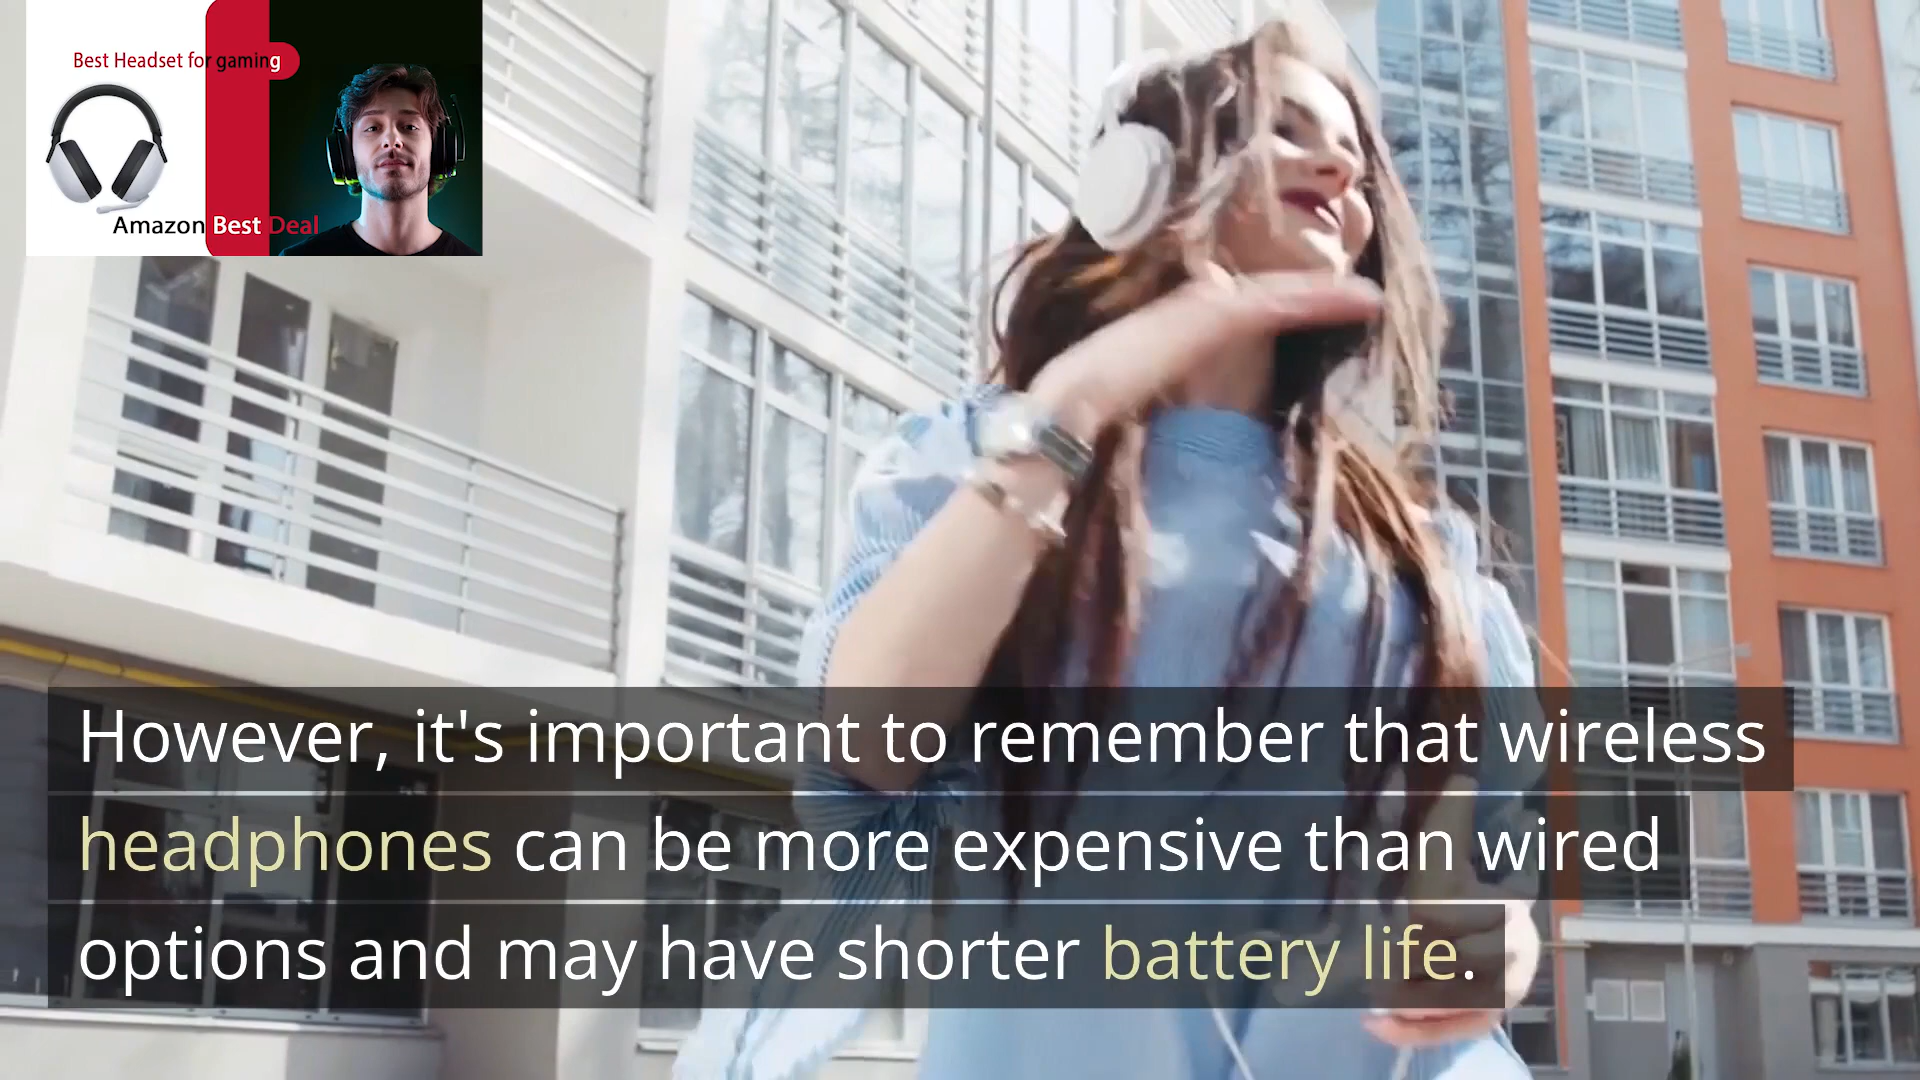 Best Headset for gaming
Amazon Best Deal
However, it's important to remember that wireless
headphones can be more expensive than wired
options and may have shorter battery life.